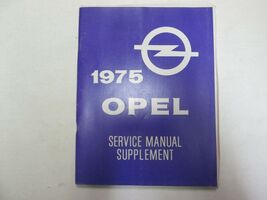 1975
OPEL
SERVICE MANUAL
SUPPLEMENT